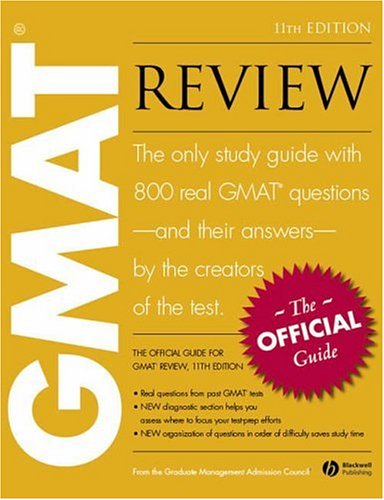 GMAT®
11TH EDITION
REVIEW
The only study guide with
800 real GMAT® questions
—and their answers—
by the creators
of the test.
~ The ~
OFFICIAL
Guide
THE OFFICIAL GUIDE FOR
GMAT® REVIEW, 11TH EDITION
• Real questions from past GMAT® tests
• NEW diagnostic section helps you
assess where to focus your test-prep efforts
• NEW organization of questions in order of difficulty saves study time
From the Graduate Management Admission Council®
Blackwell
Publishing